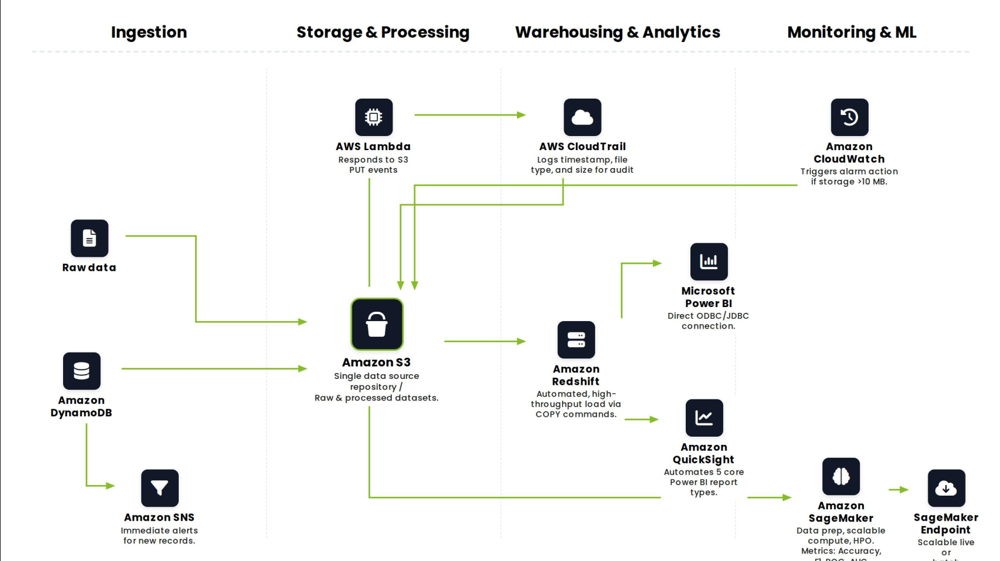 Ingestion
Storage & Processing
Warehousing & Analytics
Monitoring & ML
AWS Lambda
Responds to S3
PUT events
AWS CloudTrail
Logs timestamp, file
type, and size for audit
Amazon
CloudWatch
Triggers alarm action
if storage >10 MB.
Raw data
Microsoft
Power BI
Direct ODBC/JDBC
connection.
Amazon S3
Single data source
repository /
Raw & processed datasets.
Amazon
Redshift
Automated, high-
throughput load via
COPY commands.
Amazon
DynamoDB
Amazon
QuickSight
Automates 5 core
Power BI report
types.
Amazon SNS
Immediate alerts
for new records.
Amazon
SageMaker
Data prep, scalable
compute, HPO.
Metrics: Accuracy,
F1, ROC-AUC
SageMaker
Endpoint
Scalable live
or
batch